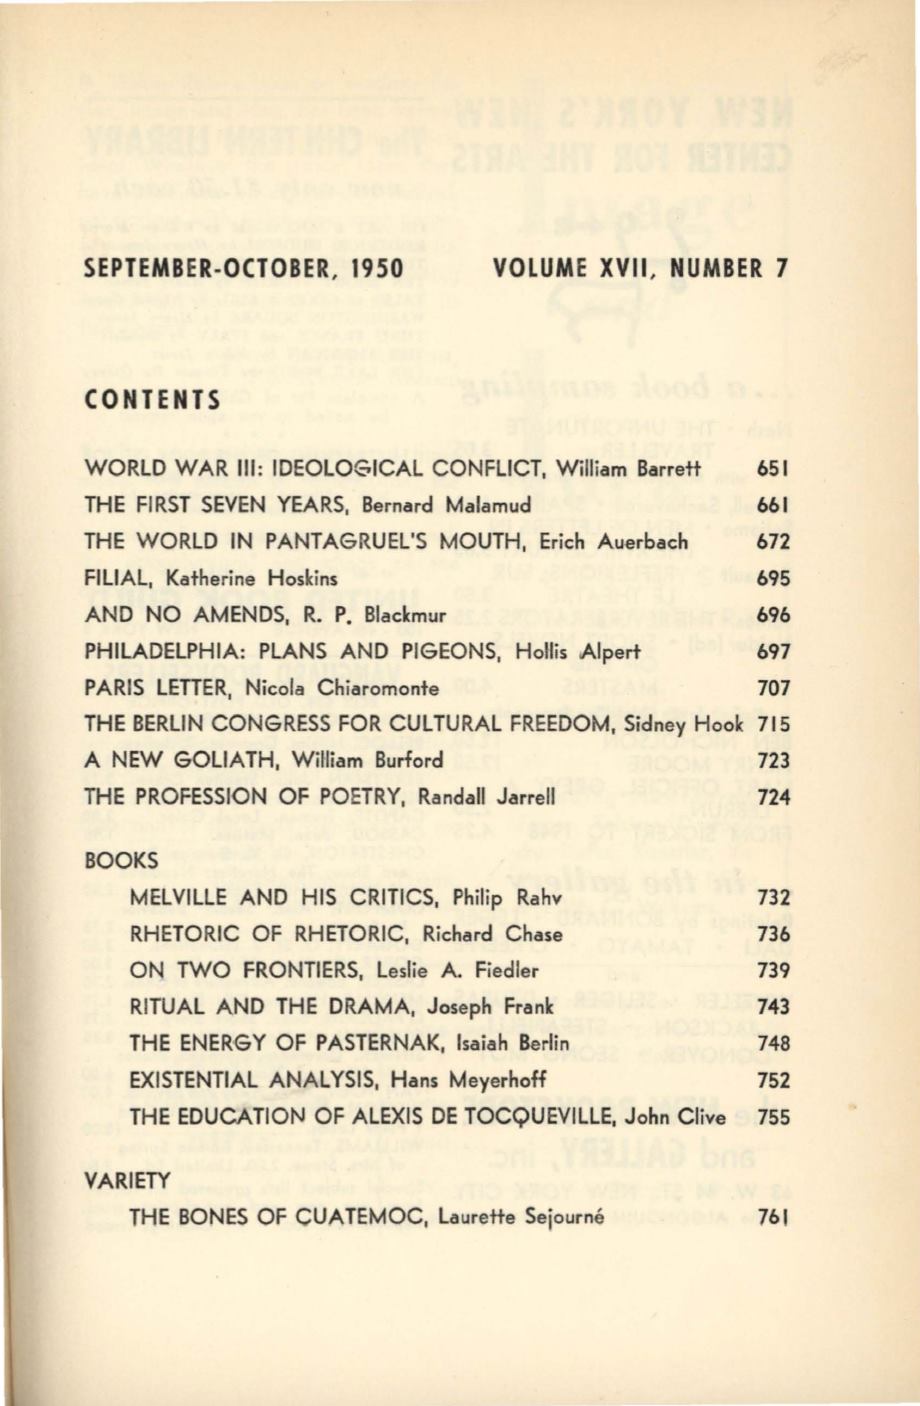 SEPTEMBER-OCTOBER, 1950 VOLUME XVII, NUMBER 7
CONTENTS
WORLD WAR III: IDEOLOGICAL CONFLICT, William Barrett 651
THE FIRST SEVEN YEARS, Bernard Malamud 661
THE WORLD IN PANTAGRUEL'S MOUTH, Erich Auerbach 672
FILIAL, Katherine Hoskins 695
AND NO AMENDS, R. P. Blackmur 696
PHILADELPHIA: PLANS AND PIGEONS, Hollis Alpert 697
PARIS LETTER, Nicola Chiaromonte 707
THE BERLIN CONGRESS FOR CULTURAL FREEDOM, Sidney Hook 715
A NEW GOLIATH, William Burford 723
THE PROFESSION OF POETRY, Randall Jarrell 724
BOOKS
MELVILLE AND HIS CRITICS, Philip Rahv 732
RHETORIC OF RHETORIC, Richard Chase 736
ON TWO FRONTIERS, Leslie A. Fiedler 739
RITUAL AND THE DRAMA, Joseph Frank 743
THE ENERGY OF PASTERNAK, Isaiah Berlin 748
EXISTENTIAL ANALYSIS, Hans Meyerhoff 752
THE EDUCATION OF ALEXIS DE TOCQUEVILLE, John Clive 755
VARIETY
THE BONES OF CUATEMOC, Laurette Sejourné 761